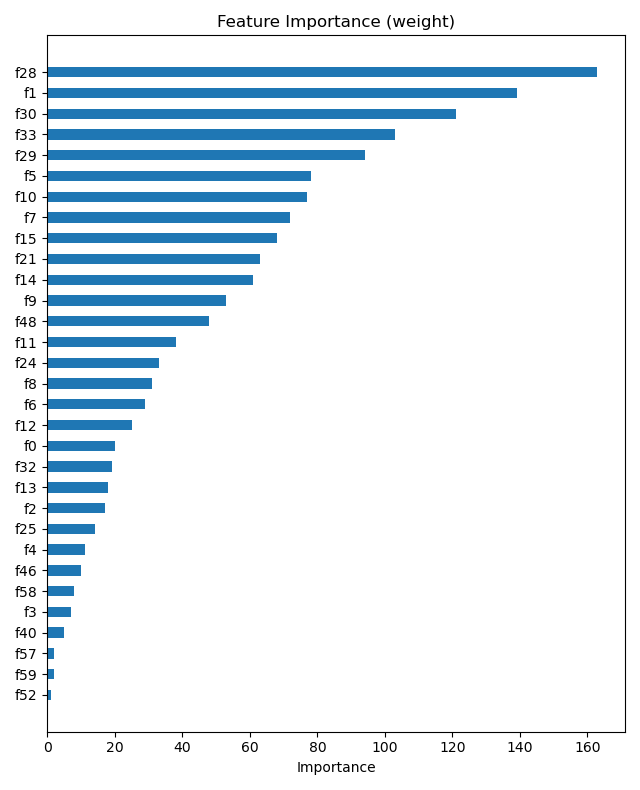 Feature Importance (weight)
f28
f1
f30
f33
f29
f5
f10
f7
f15
f21
f14
f9
f48
f11
f24
f8
f6
f12
f0
f32
f13
f2
f25
f4
f46
f58
f3
f40
f57
f59
f52
0 20 40 60 80 100 120 140 160
Importance